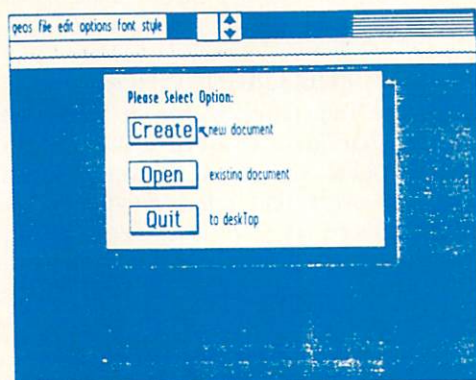 geos file edit options font style
Please Select Option:
Create new document
Open existing document
Quit to deskTop